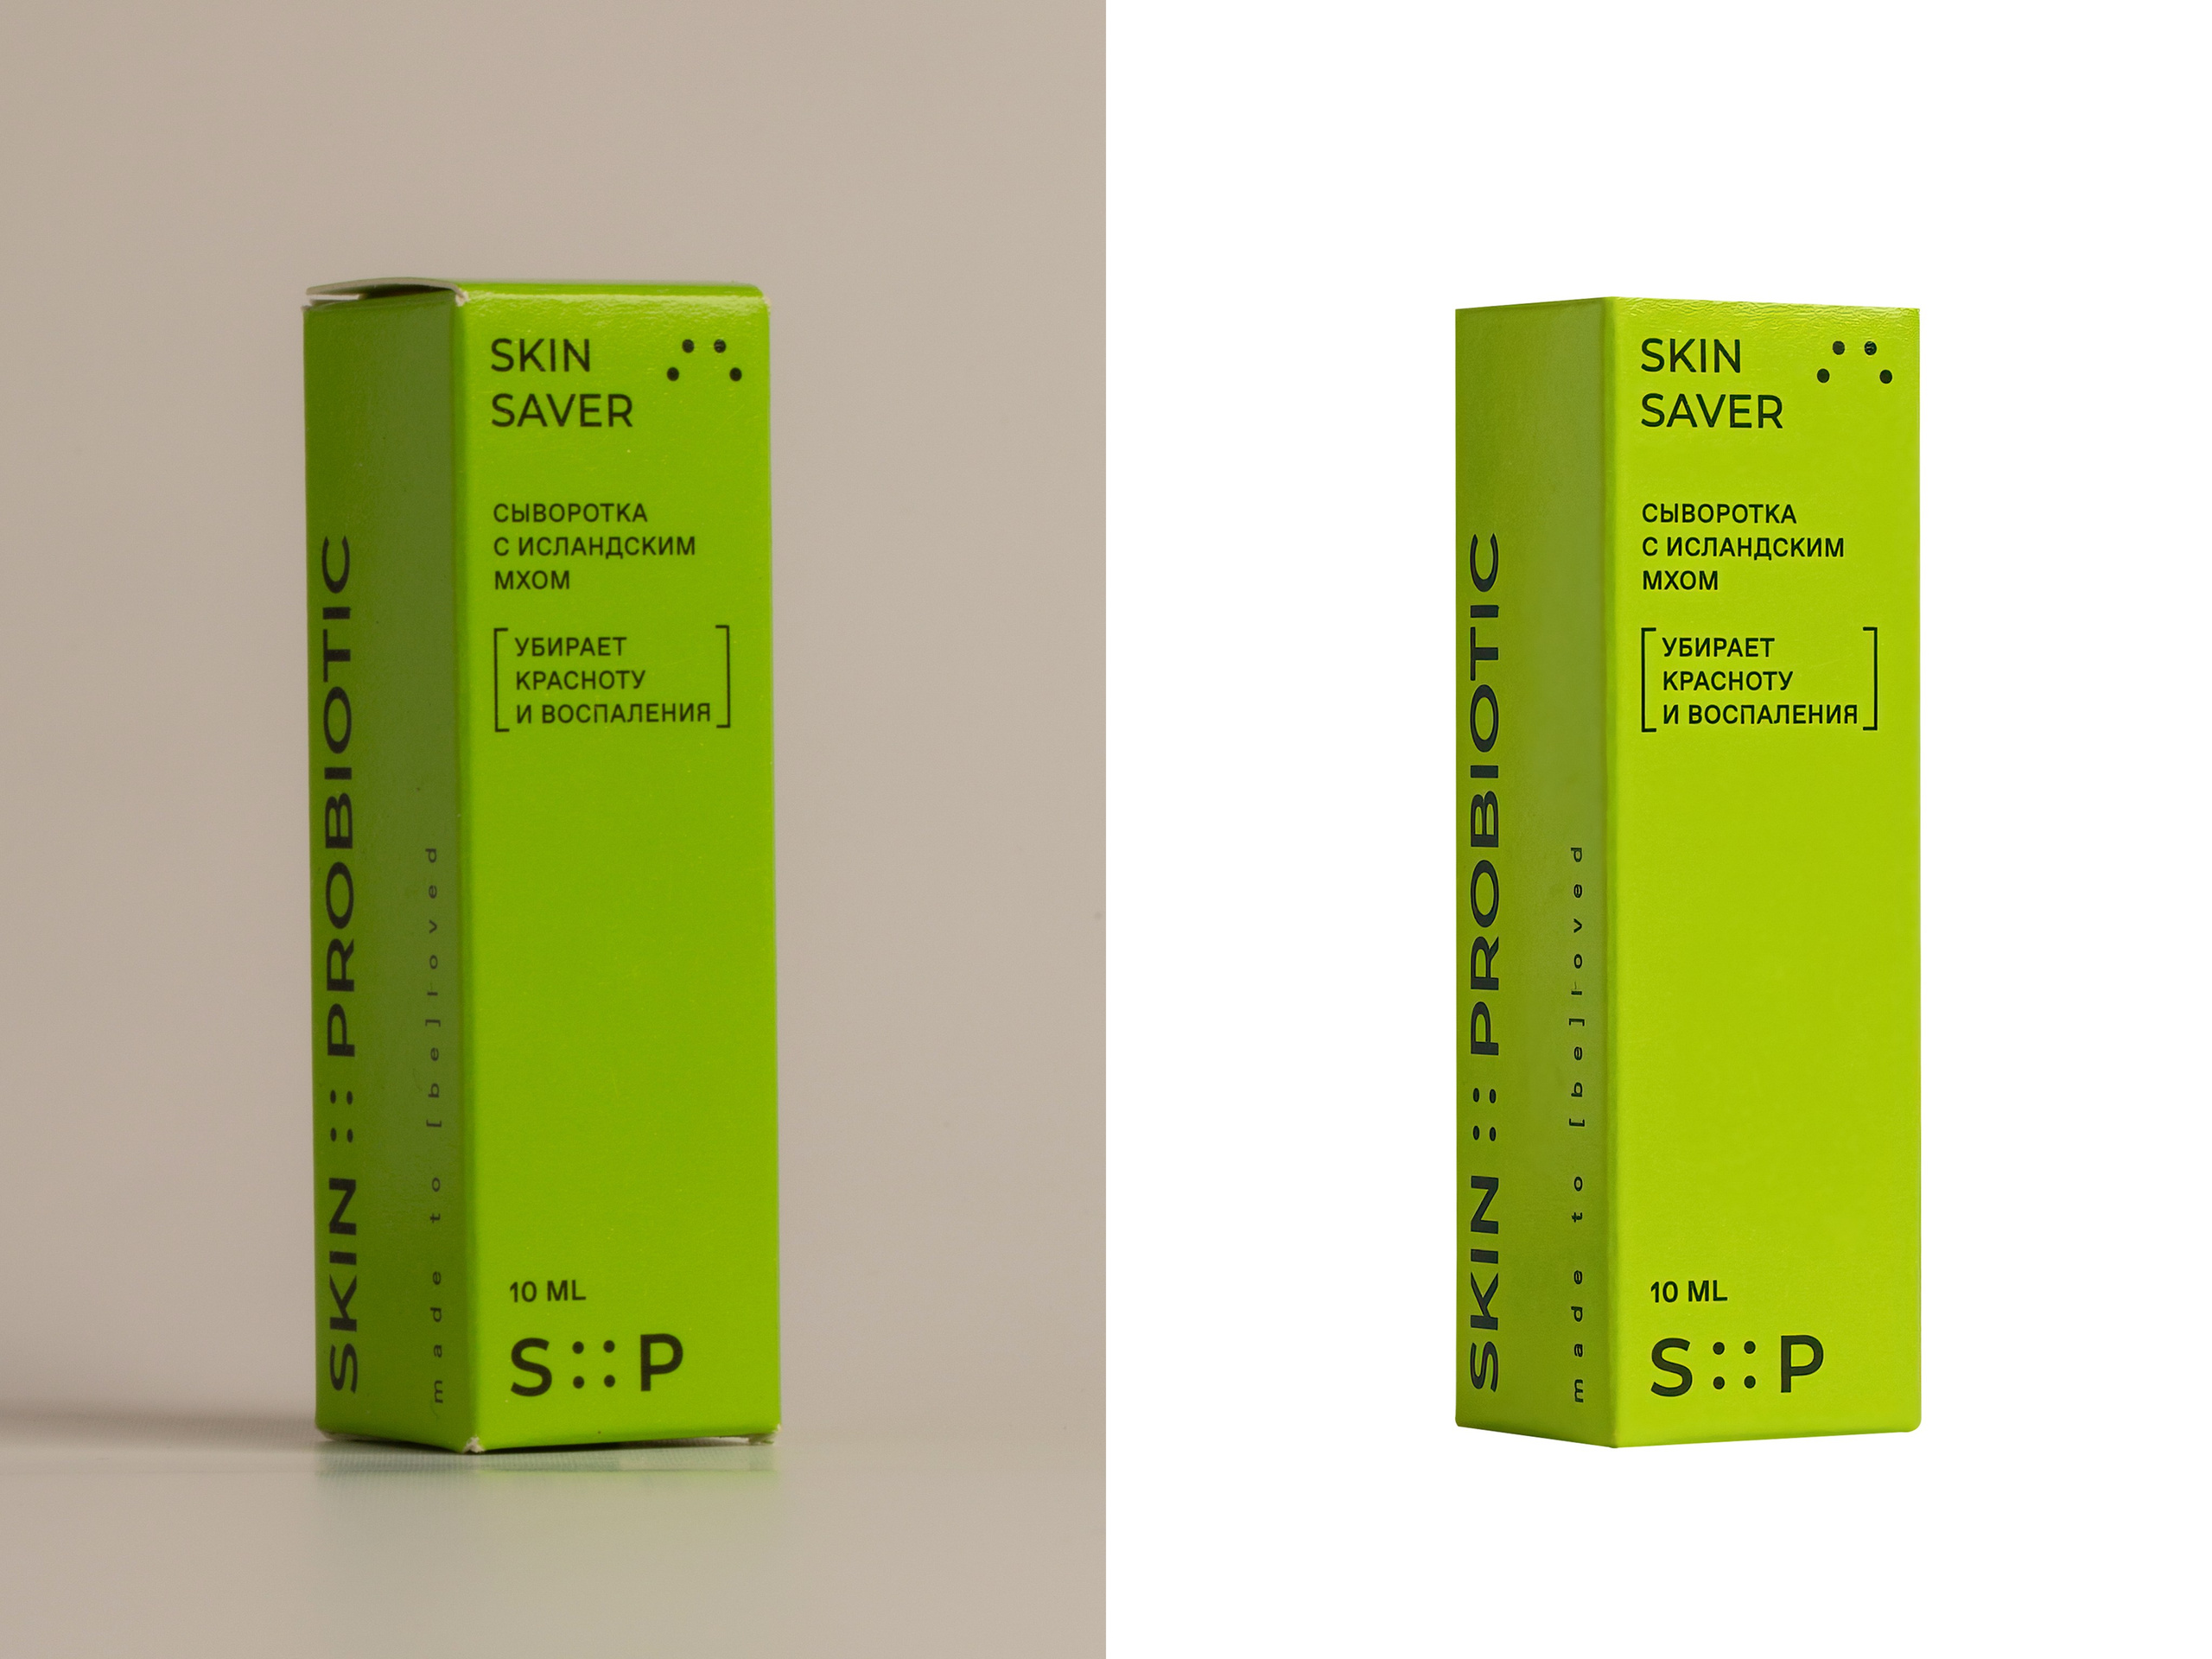 SKIN
SAVER
СЫВОРОТКА
С ИСЛАНДСКИМ
МХОМ
[УБИРАЕТ
КРАСНОТУ
И ВОСПАЛЕНИЯ]
10 ML
S::P
SKIN :: PROBIOTIC
made to [be]loved
SKIN
SAVER
СЫВОРОТКА
С ИСЛАНДСКИМ
МХОМ
[УБИРАЕТ
КРАСНОТУ
И ВОСПАЛЕНИЯ]
10 ML
S::P
SKIN :: PROBIOTIC
made to [be]loved